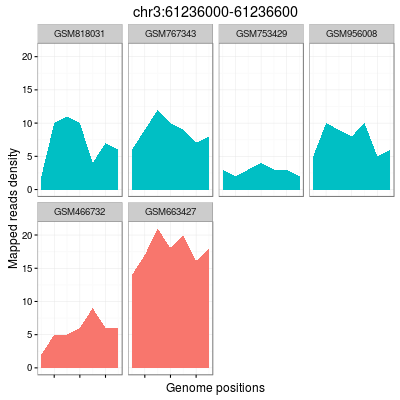 chr3:61236000-61236600
GSM818031 GSM767343 GSM753429 GSM956008
20
15
10
5
0
Mapped reads density
GSM466732 GSM663427
20
15
10
5
0
Genome positions